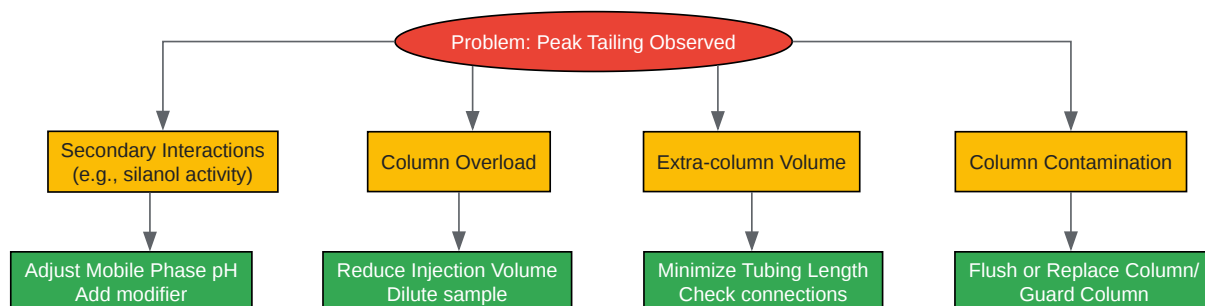 Problem: Peak Tailing Observed
Secondary Interactions
(e.g., silanol activity)
Column Overload
Extra-column Volume
Column Contamination
Adjust Mobile Phase pH
Add modifier
Reduce Injection Volume
Dilute sample
Minimize Tubing Length
Check connections
Flush or Replace Column/
Guard Column